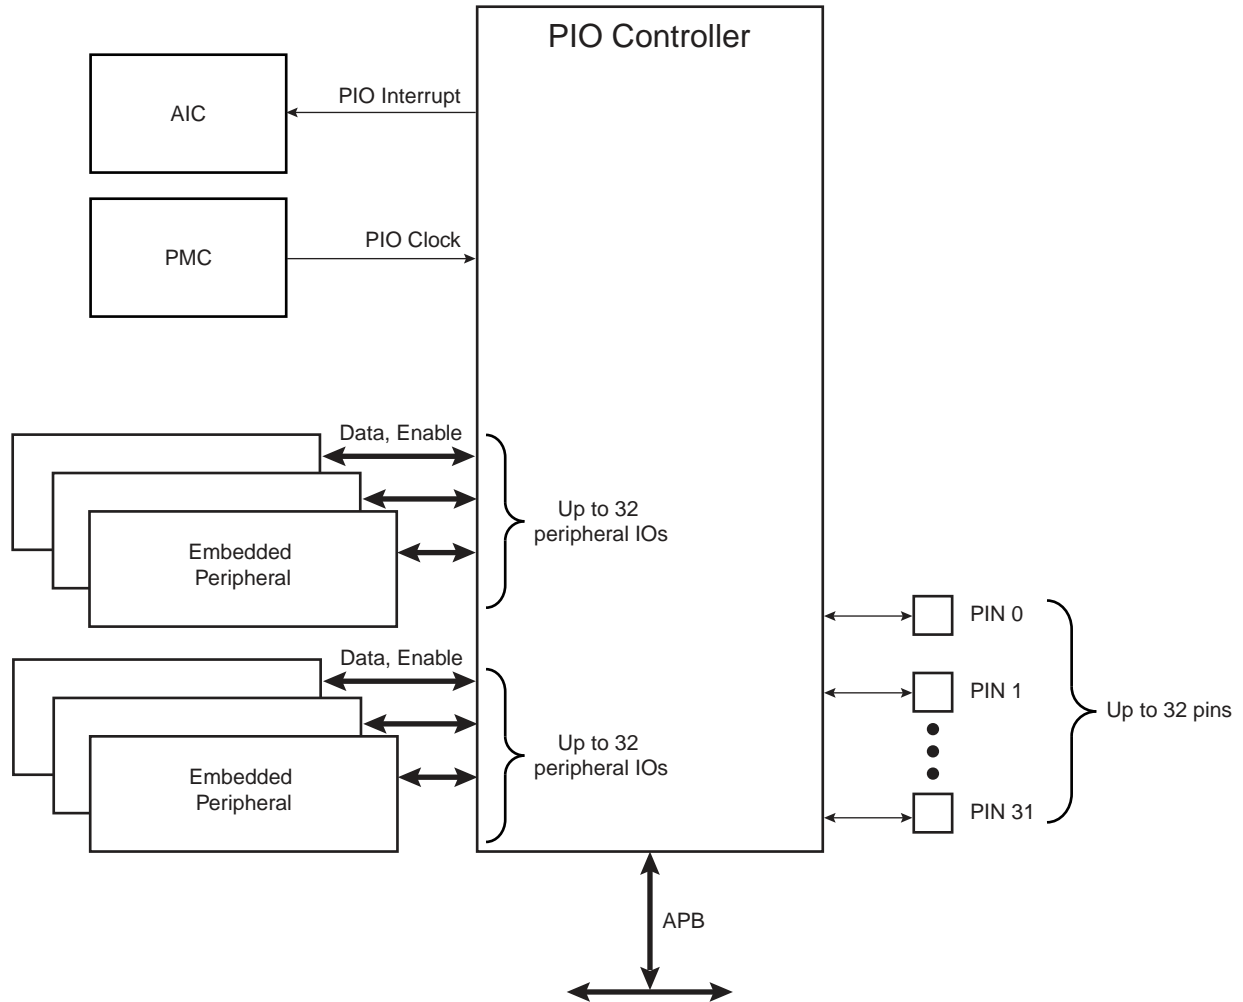 PIO Controller
AIC
PIO Interrupt
PMC
PIO Clock
Data, Enable
Embedded
Peripheral
Up to 32
peripheral IOs
Data, Enable
Embedded
Peripheral
Up to 32
peripheral IOs
PIN 0
PIN 1
PIN 31
Up to 32 pins
APB